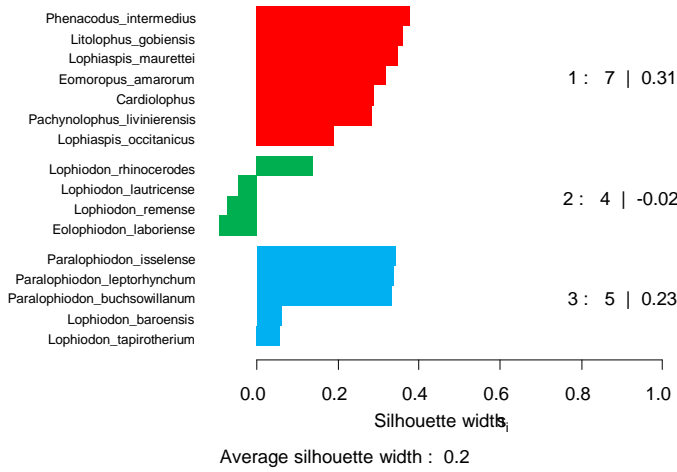 Phenacodus_intermedius
Litolophus_gobiensis
Lophiaspis_maurettei
Eomoropus_amarorum
Cardiolophus
Pachynolophus_livinierensis
Lophiaspis_occitanicus
1 : 7 | 0.31
Lophiodon_rhinocerodes
Lophiodon_lautricense
Lophiodon_remense
Eolophiodon_laboriense
2 : 4 | -0.02
Paralophiodon_isselense
Paralophiodon_leptorhynchum
Paralophiodon_buchsowillanum
Lophiodon_baroensis
Lophiodon_tapirotherium
3 : 5 | 0.23
0.0 0.2 0.4 0.6 0.8 1.0
Silhouette width si
Average silhouette width : 0.2